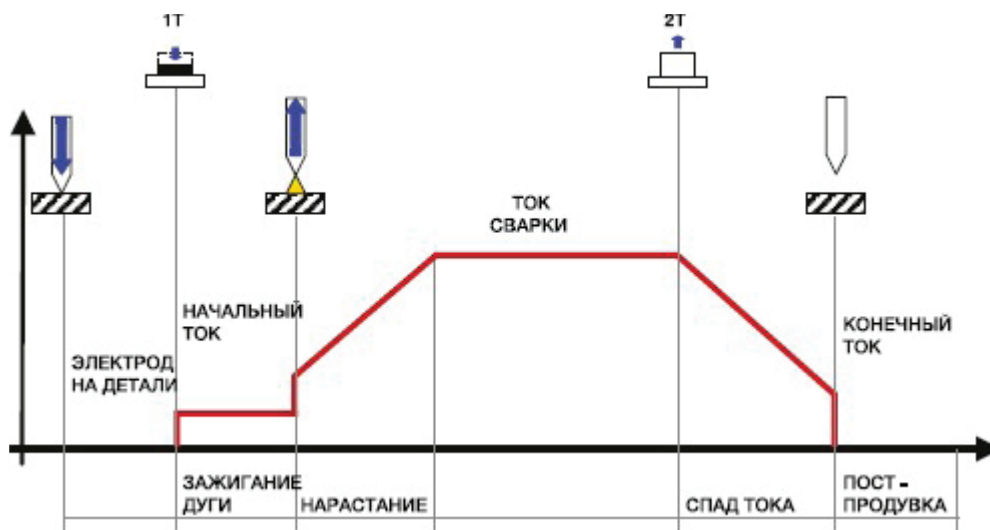 1T
2T
ТОК
СВАРКИ
НАЧАЛЬНЫЙ
ТОК
КОНЕЧНЫЙ
ТОК
ЭЛЕКТРОД
НА ДЕТАЛИ
ЗАЖИГАНИЕ
ДУГИ
НАРАСТАНИЕ
СПАД ТОКА
ПОСТ -
ПРОДУВКА